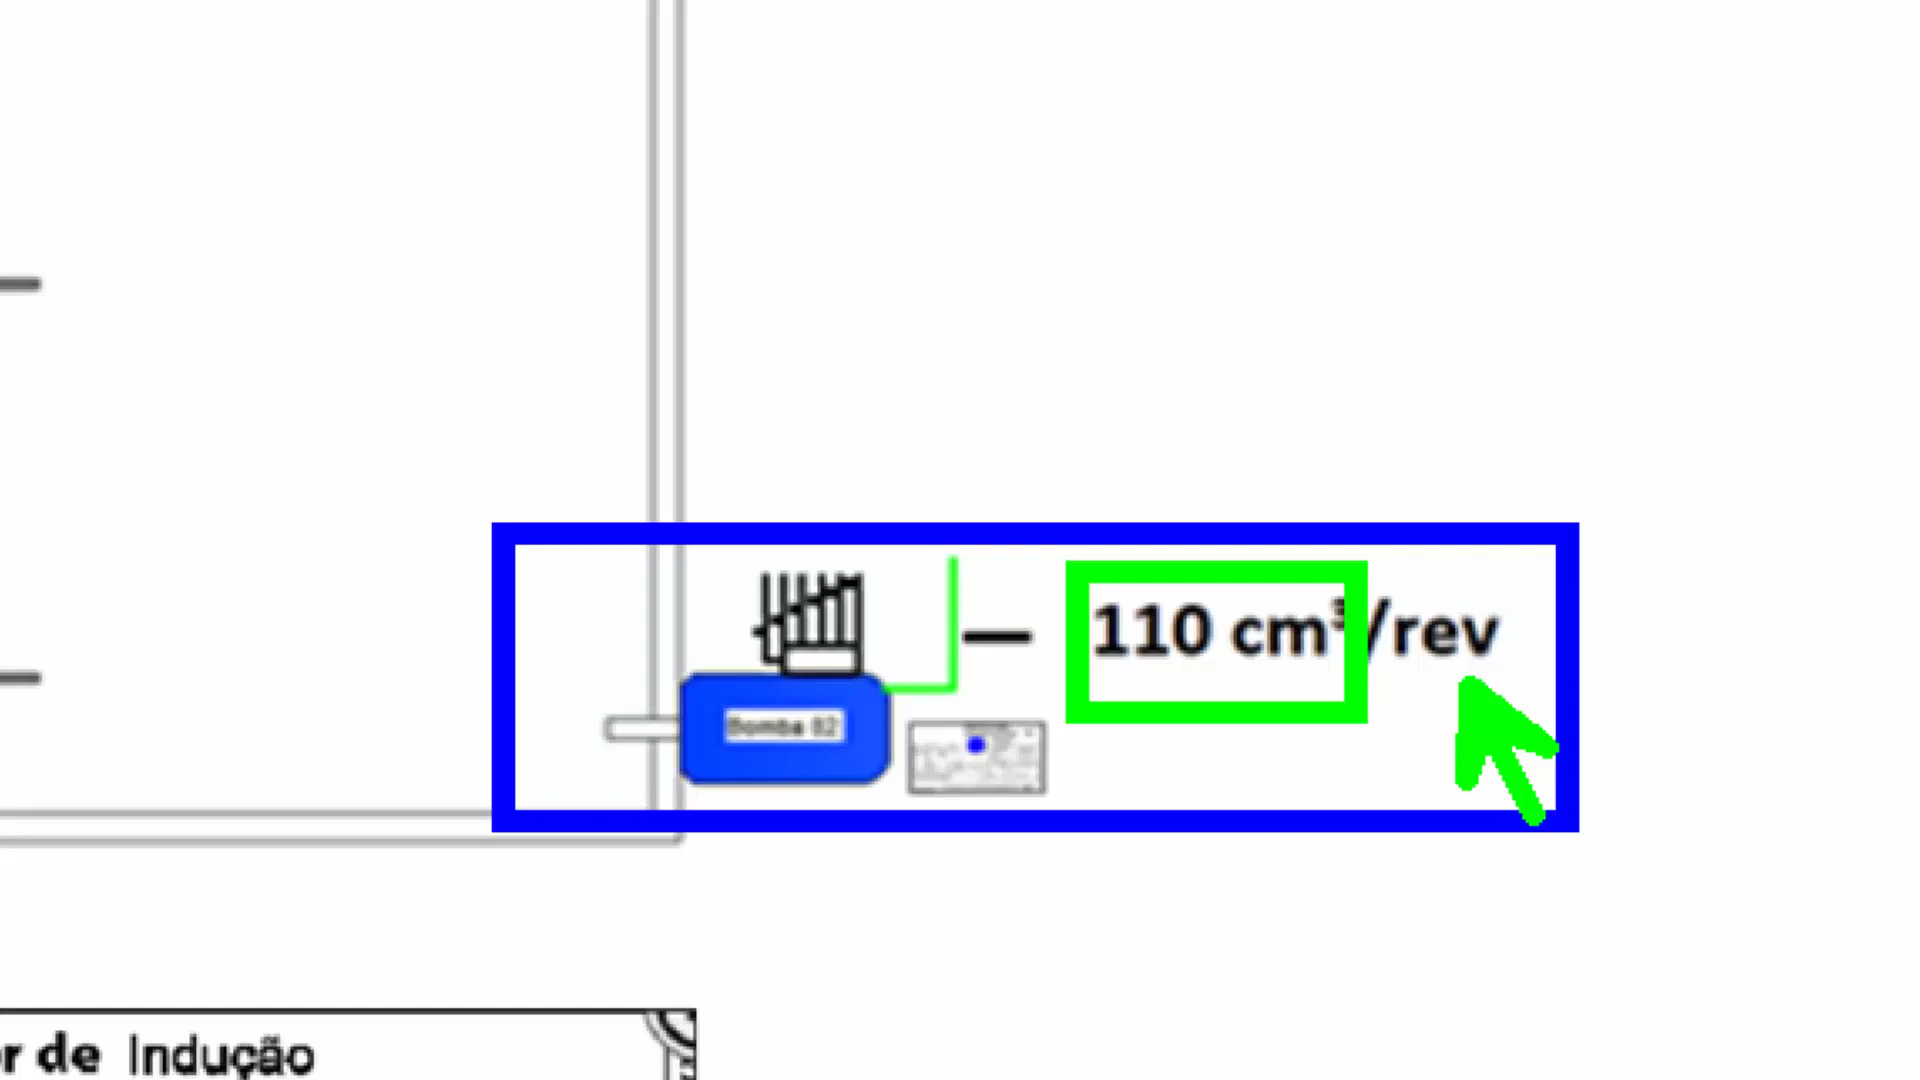 110 cm³/rev
Bomba 02
r de Indução